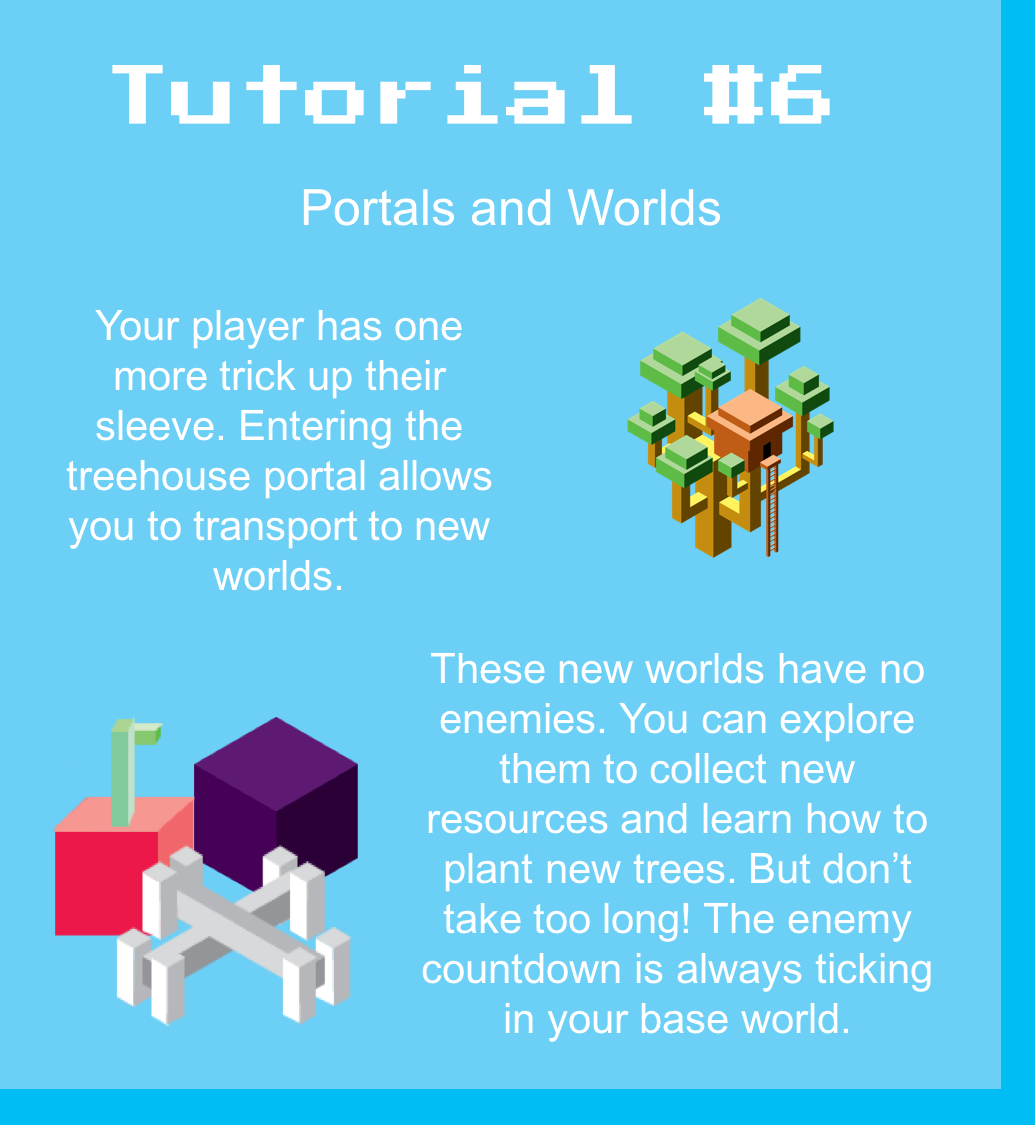 Tutorial #6
Portals and Worlds
Your player has one
more trick up their
sleeve. Entering the
treehouse portal allows
you to transport to new
worlds.
These new worlds have no
enemies. You can explore
them to collect new
resources and learn how to
plant new trees. But don’t
take too long! The enemy
countdown is always ticking
in your base world.